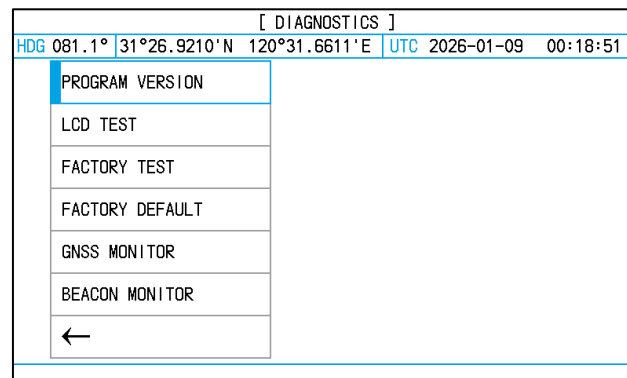 [ DIAGNOSTICS ]
HDG 081.1° 31°26.9210'N 120°31.6611'E UTC 2026-01-09 00:18:51
PROGRAM VERSION
LCD TEST
FACTORY TEST
FACTORY DEFAULT
GNSS MONITOR
BEACON MONITOR
←